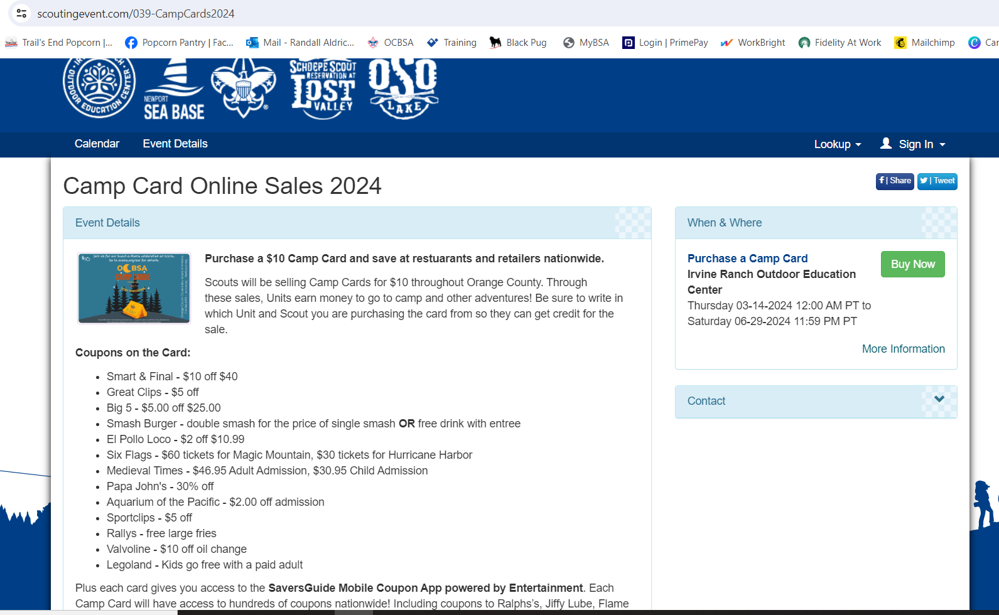 scoutingevent.com/039-CampCards2024
Trail's End Popcorn |... Popcorn Pantry | Fac... Mail - Randall Aldric... OCBSA Training Black Pug MyBSA Login | PrimePay WorkBright Fidelity At Work Mailchimp Car
OUTDOOR EDUCATION CENTER
NEWPORT
SEA BASE
SCHOEPE SCOUT
RESERVATION AT
LOST
VALLEY
OSO
LAKE
Calendar Event Details Lookup Sign In
Camp Card Online Sales 2024
f | Share | Tweet
Event Details
$10
OCBSA
CAMP CARDS
Purchase a $10 Camp Card and save at restuarants and retailers nationwide.
Scouts will be selling Camp Cards for $10 throughout Orange County. Through
these sales, Units earn money to go to camp and other adventures! Be sure to write in
which Unit and Scout you are purchasing the card from so they can get credit for the
sale.
Coupons on the Card:
• Smart & Final - $10 off $40
• Great Clips - $5 off
• Big 5 - $5.00 off $25.00
• Smash Burger - double smash for the price of single smash OR free drink with entree
• El Pollo Loco - $2 off $10.99
• Six Flags - $60 tickets for Magic Mountain, $30 tickets for Hurricane Harbor
• Medieval Times - $46.95 Adult Admission, $30.95 Child Admission
• Papa John's - 30% off
• Aquarium of the Pacific - $2.00 off admission
• Sportclips - $5 off
• Rallys - free large fries
• Valvoline - $10 off oil change
• Legoland - Kids go free with a paid adult
Plus each card gives you access to the SaversGuide Mobile Coupon App powered by Entertainment. Each
Camp Card will have access to hundreds of coupons nationwide! Including coupons to Ralphs's, Jiffy Lube, Flame
When & Where
Purchase a Camp Card
Buy Now
Irvine Ranch Outdoor Education
Center
Thursday 03-14-2024 12:00 AM PT to
Saturday 06-29-2024 11:59 PM PT
More Information
Contact